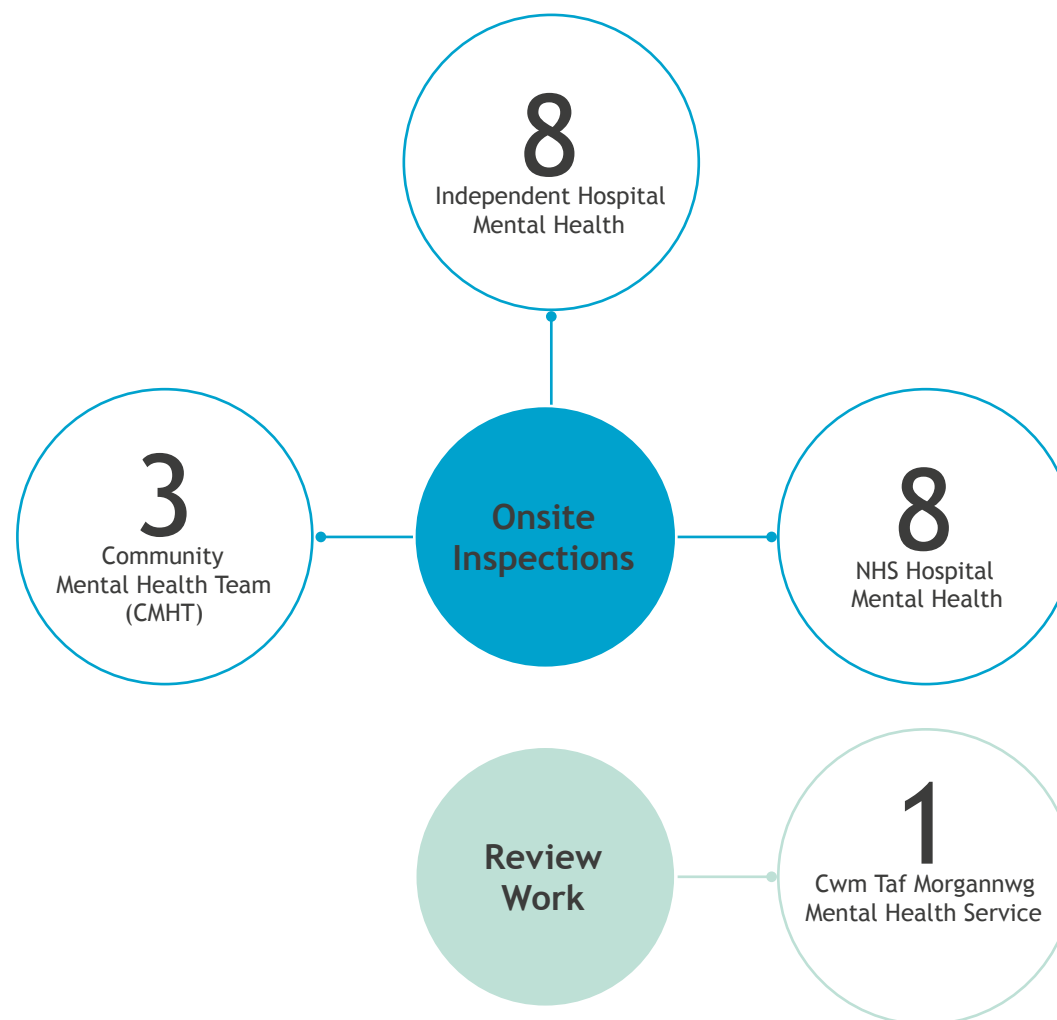 8
Independent Hospital
Mental Health
3
Community
Mental Health Team
(CMHT)
Onsite
Inspections
8
NHS Hospital
Mental Health
Review
Work
1
Cwm Taf Morgannwg
Mental Health Service